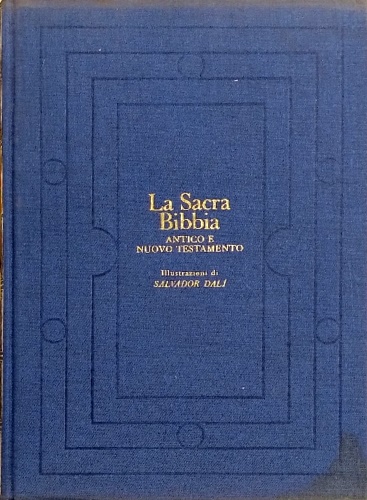 La Sacra
Bibbia
ANTICO E
NUOVO TESTAMENTO
Illustrazioni di
SALVADOR DALÍ